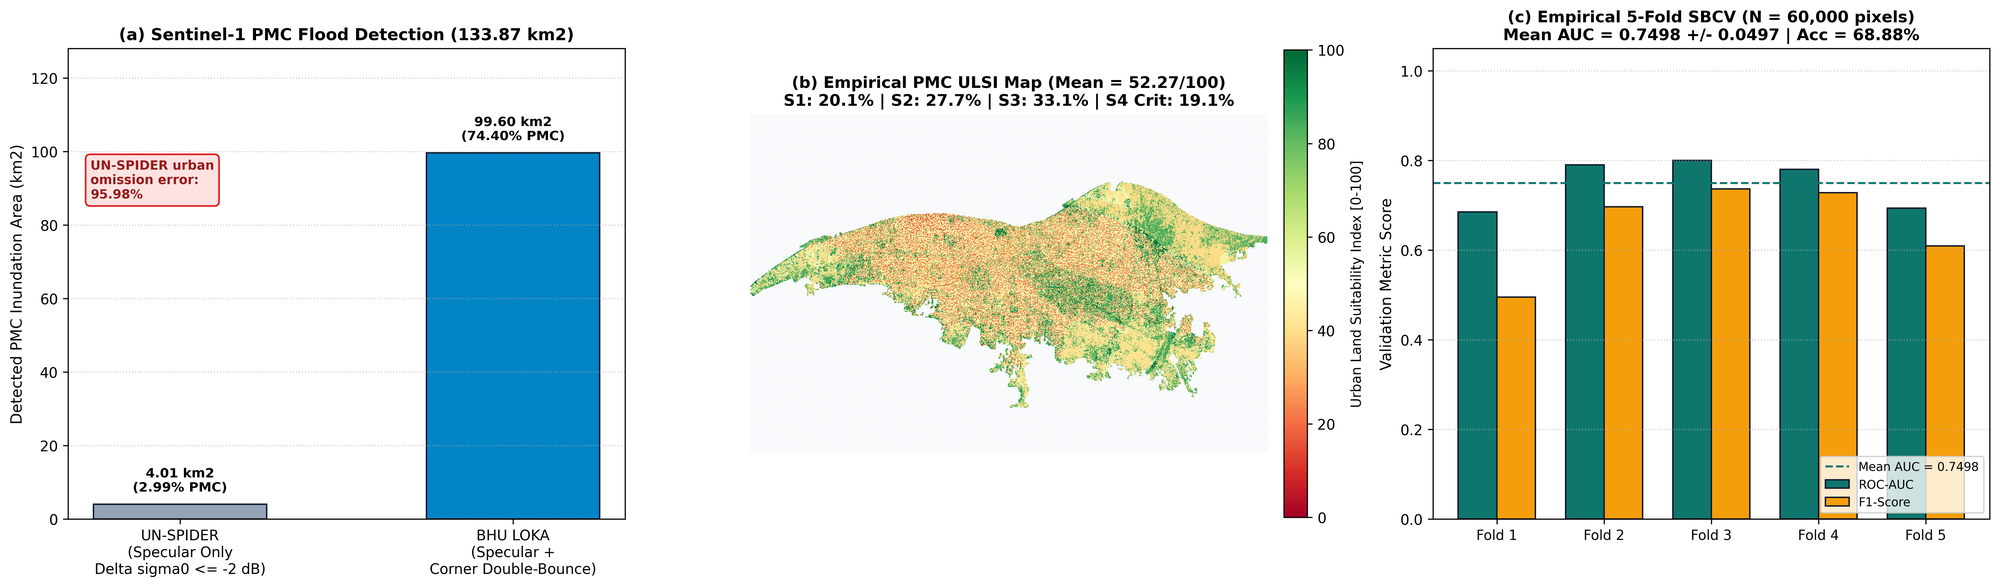 (a) Sentinel-1 PMC Flood Detection (133.87 km2)
Detected PMC Inundation Area (km2)
120
100
80
60
40
20
0
UN-SPIDER urban
omission error:
95.98%
4.01 km2
(2.99% PMC)
99.60 km2
(74.40% PMC)
UN-SPIDER
(Specular Only
Delta sigma0 <= -2 dB)
BHU LOKA
(Specular +
Corner Double-Bounce)
(b) Empirical PMC ULSI Map (Mean = 52.27/100)
S1: 20.1% | S2: 27.7% | S3: 33.1% | S4 Crit: 19.1%
100
80
60
40
20
0
Urban Land Suitability Index [0-100]
(c) Empirical 5-Fold SBCV (N = 60,000 pixels)
Mean AUC = 0.7498 +/- 0.0497 | Acc = 68.88%
Validation Metric Score
1.0
0.8
0.6
0.4
0.2
0.0
Mean AUC = 0.7498
ROC-AUC
F1-Score
Fold 1
Fold 2
Fold 3
Fold 4
Fold 5